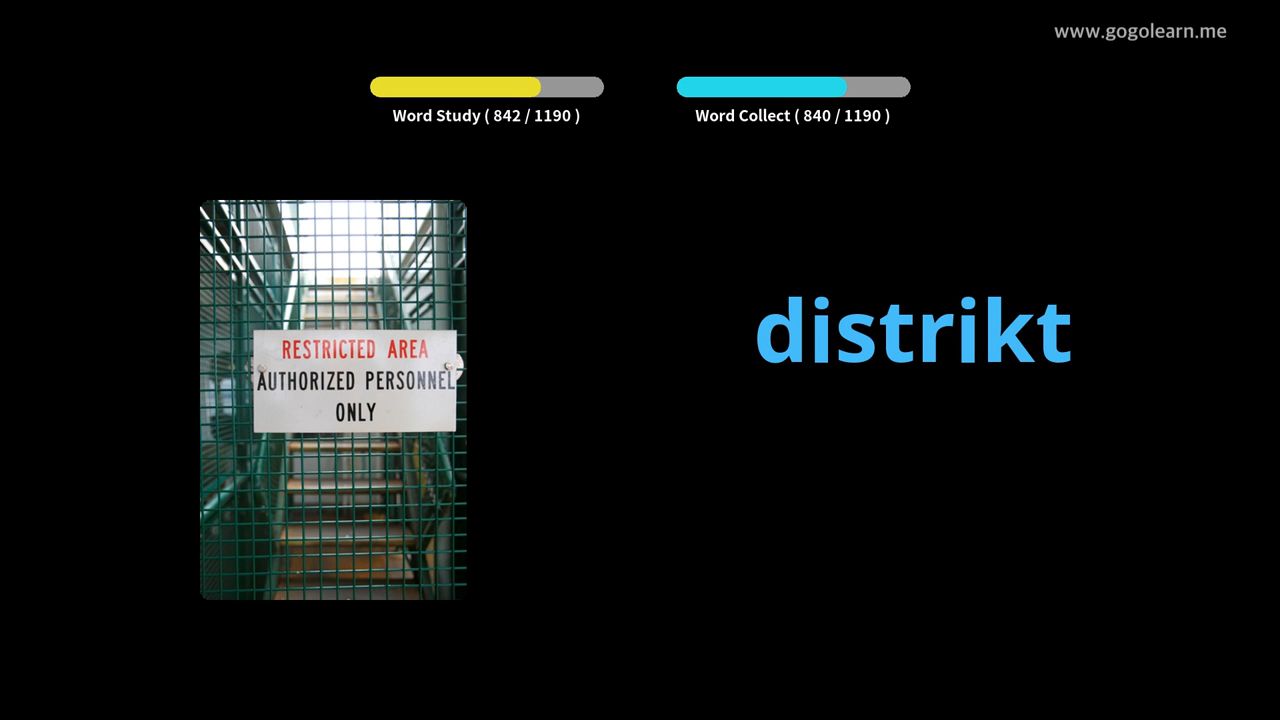 www.gogolearn.me
Word Study ( 842 / 1190 )
Word Collect ( 840 / 1190 )
RESTRICTED AREA
AUTHORIZED PERSONNEL
ONLY
distrikt